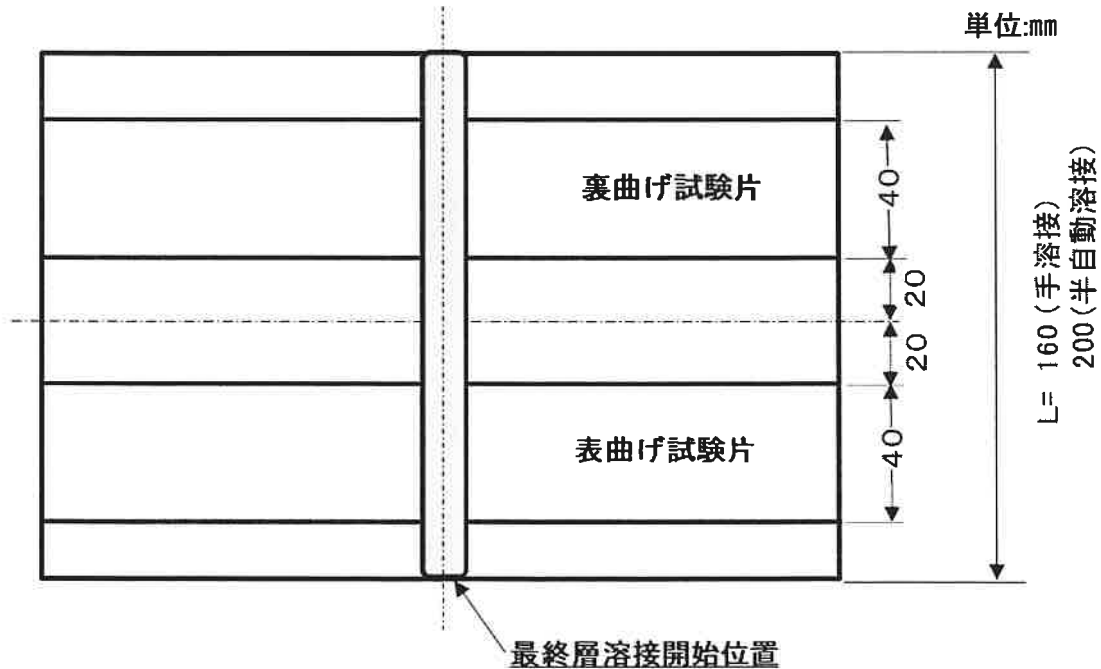 単位:mm
裏曲げ試験片
40
20
20
表曲げ試験片
40
L= 160(手溶接)
200(半自動溶接)
最終層溶接開始位置